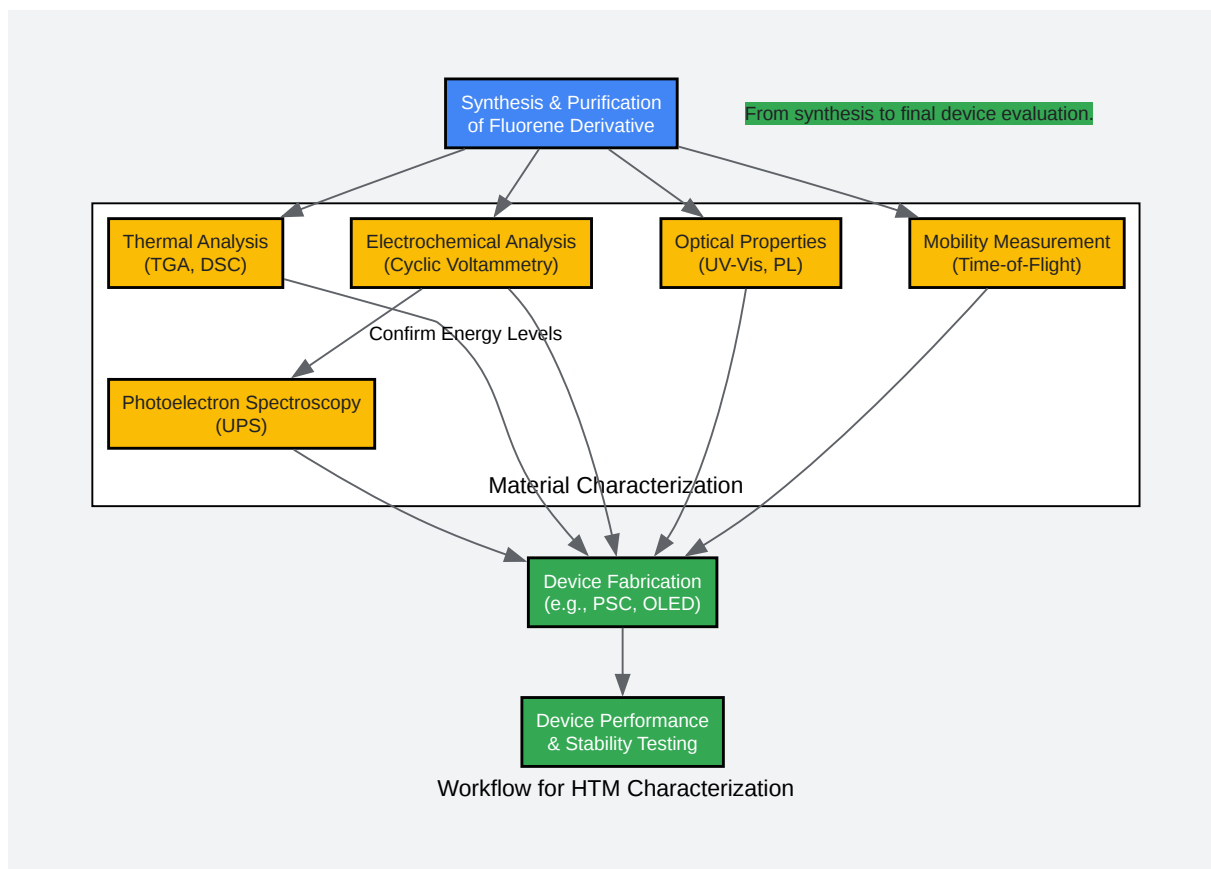 Synthesis & Purification
of Fluorene Derivative
From synthesis to final device evaluation.
Thermal Analysis
(TGA, DSC)
Electrochemical Analysis
(Cyclic Voltammetry)
Optical Properties
(UV-Vis, PL)
Mobility Measurement
(Time-of-Flight)
Confirm Energy Levels
Photoelectron Spectroscopy
(UPS)
Material Characterization
Device Fabrication
(e.g., PSC, OLED)
Device Performance
& Stability Testing
Workflow for HTM Characterization